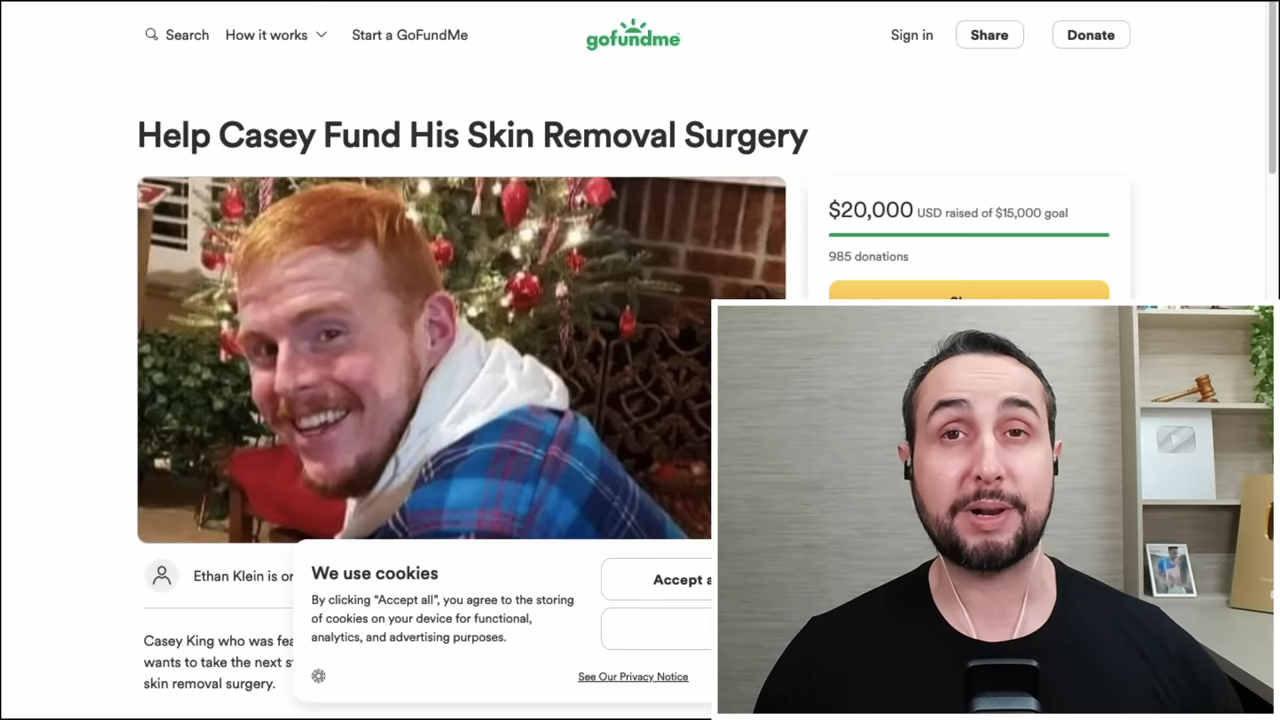 Search How it works Start a GoFundMe gofundme Sign in Share Donate
Help Casey Fund His Skin Removal Surgery
$20,000 USD raised of $15,000 goal
985 donations
Ethan Klein is or
We use cookies
By clicking “Accept all”, you agree to the storing
of cookies on your device for functional,
analytics, and advertising purposes.
Accept a
See Our Privacy Notice
Casey King who was fea
wants to take the next s
skin removal surgery.